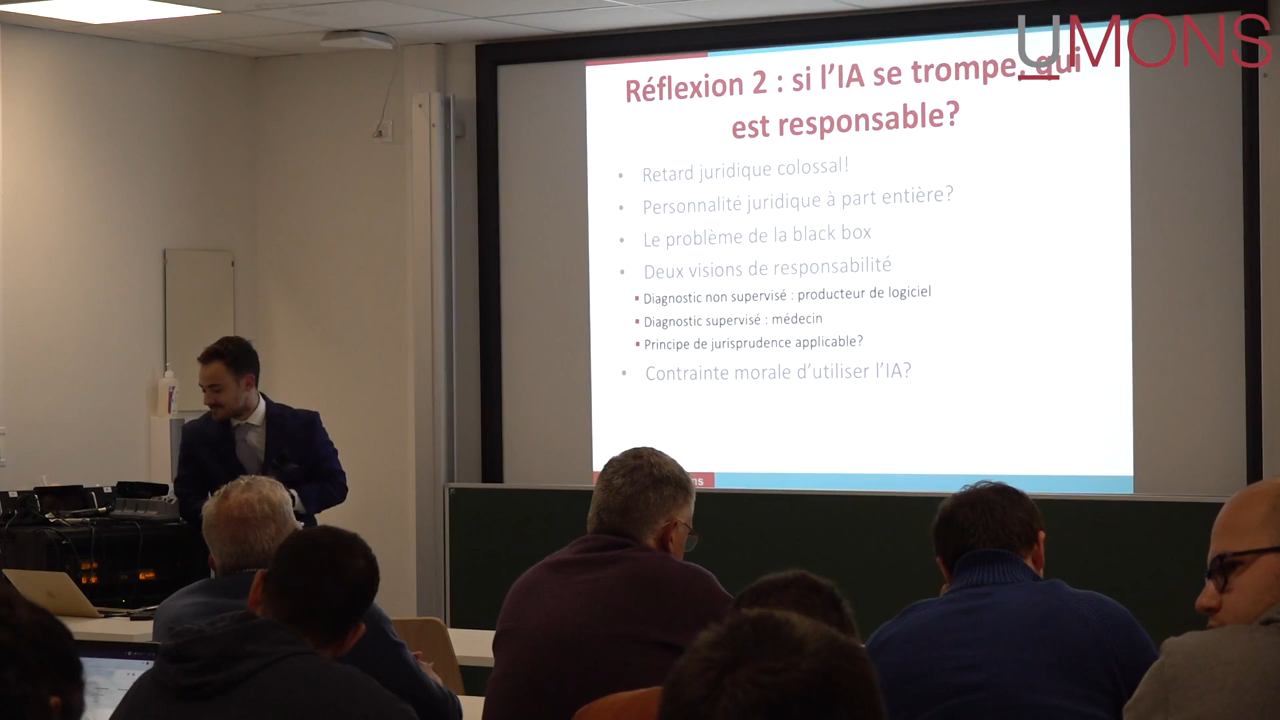 UMONS
Réflexion 2 : si l'IA se trompe, qui
est responsable?
• Retard juridique colossal!
• Personnalité juridique à part entière?
• Le problème de la black box
• Deux visions de responsabilité
▪ Diagnostic non supervisé : producteur de logiciel
▪ Diagnostic supervisé : médecin
▪ Principe de jurisprudence applicable?
• Contrainte morale d'utiliser l'IA?